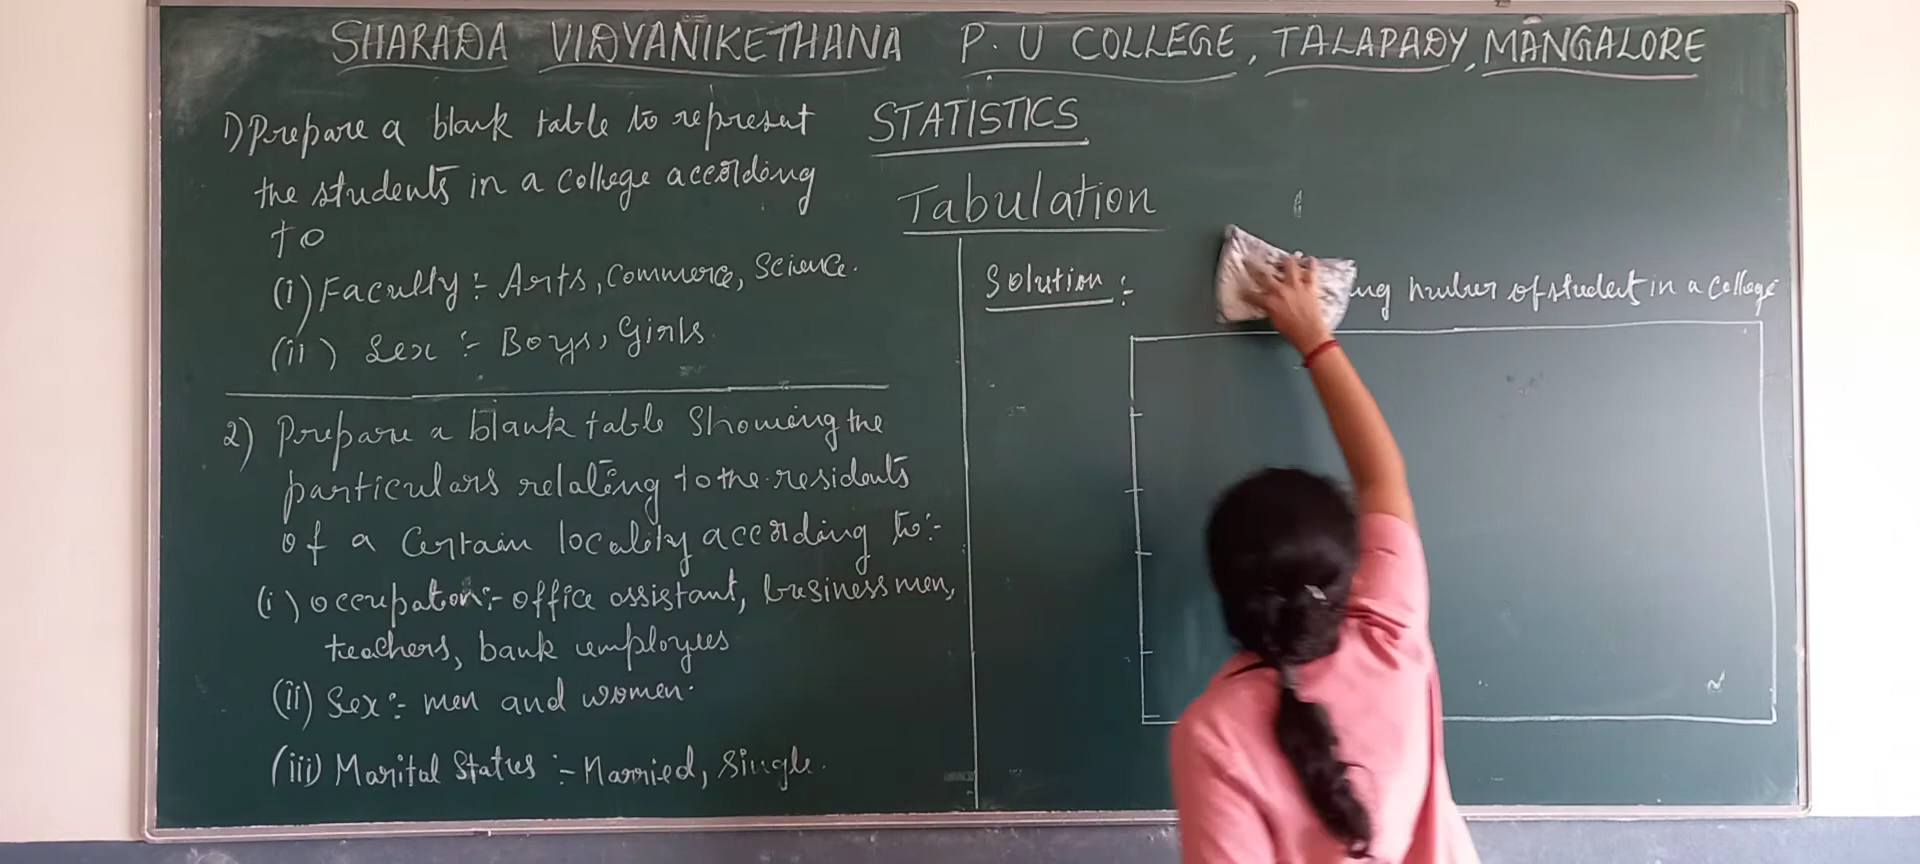 SHARADA VIDYANIKETHANA P.U COLLEGE, TALAPADY, MANGALORE
STATISTICS
Tabulation
1) Prepare a blank table to represent
the students in a college according
to
(i) Faculty :- Arts, Commerce, Science.
(ii) Sex :- Boys, Girls.
2) Prepare a blank table Showing the
particulars relating to the residents
of a Certain locality according to :-
(i) occupation :- office assistant, businessmen,
teachers, bank employees
(ii) Sex :- men and women.
(iii) Marital Status :- Married, Single.
Solution :-
number of student in a college